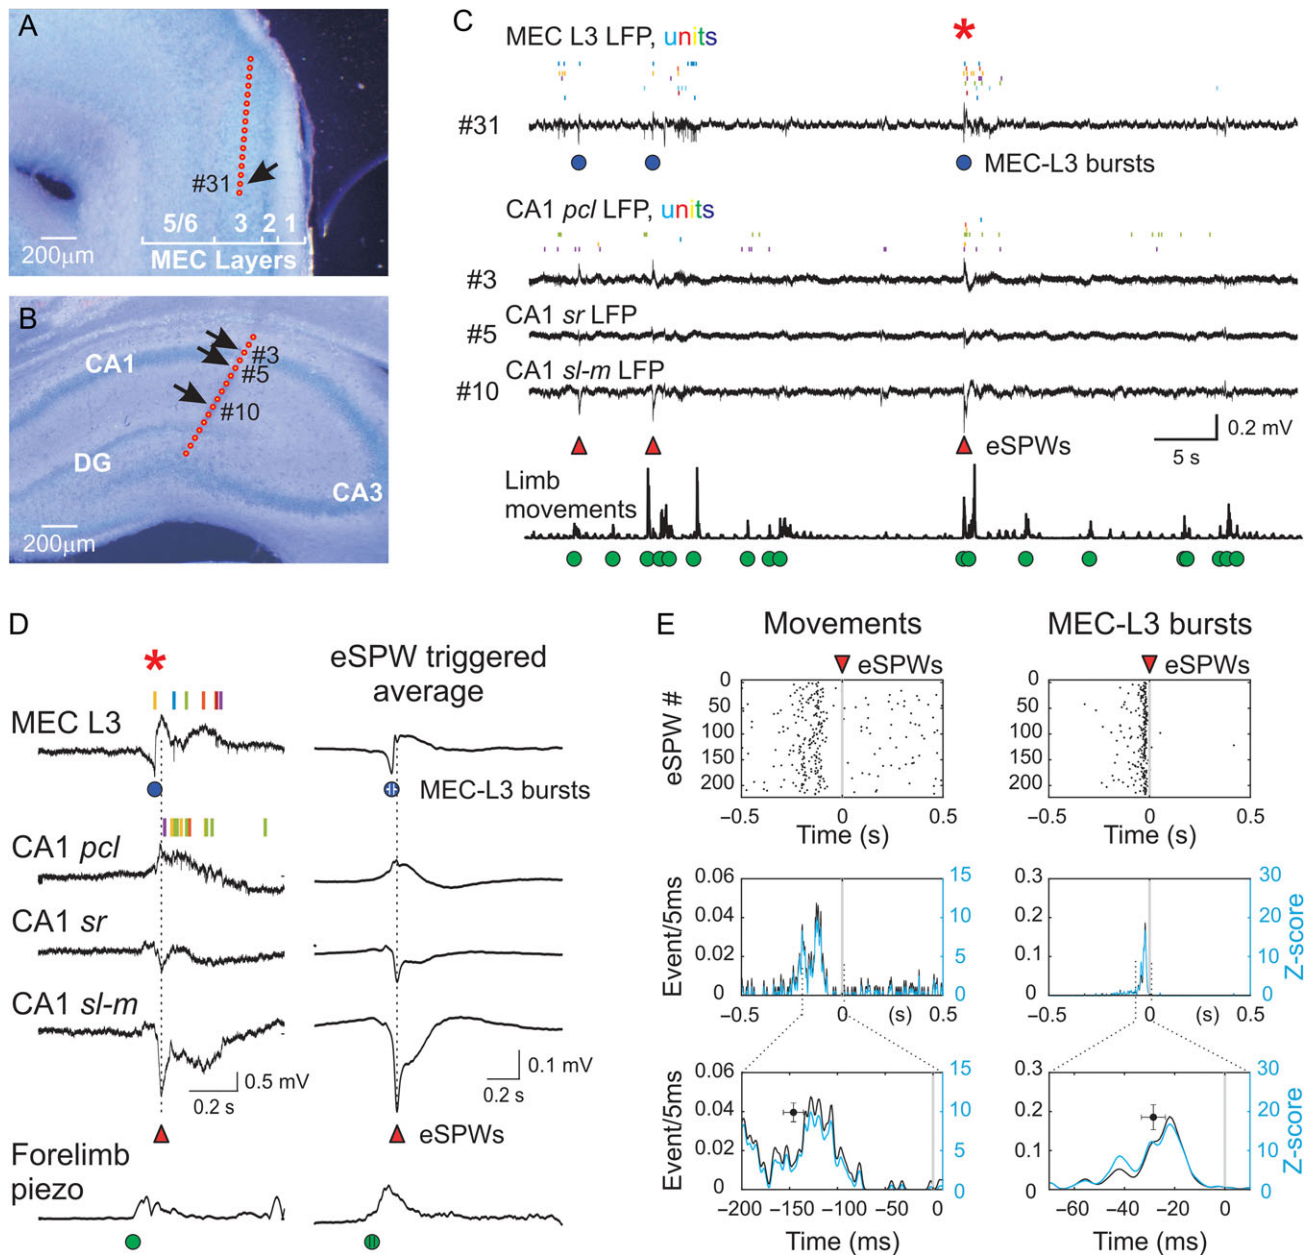 A
#31
5/6 3 2 1
200μm
MEC Layers
B
CA1
#3
#5
#10
DG
CA3
200μm
C
MEC L3 LFP, units
*
#31
MEC-L3 bursts
CA1 pcl LFP, units
#3
CA1 sr LFP
#5
CA1 sl-m LFP
#10
0.2 mV
5 s
eSPWs
Limb
movements
D
*
eSPW triggered
average
MEC L3
MEC-L3 bursts
CA1 pcl
CA1 sr
CA1 sl-m
0.5 mV
0.2 s
0.1 mV
0.2 s
eSPWs
Forelimb
piezo
E
Movements
MEC-L3 bursts
eSPWs
eSPWs
eSPW #
0
50
100
150
200
−0.5 0 0.5
Time (s)
0
50
100
150
200
−0.5 0 0.5
Time (s)
Event/5ms
0.06
0.04
0.02
0
15
10
5
0
−0.5 0 (s) 0.5
0.3
0.2
0.1
0
30
20
10
0
Z-score
−0.5 0 (s) 0.5
Event/5ms
0.06
0.04
0.02
0
15
10
5
0
−200 −150 −100 −50 0
Time (ms)
0.3
0.2
0.1
0
30
20
10
0
Z-score
−60 −40 −20 0
Time (ms)